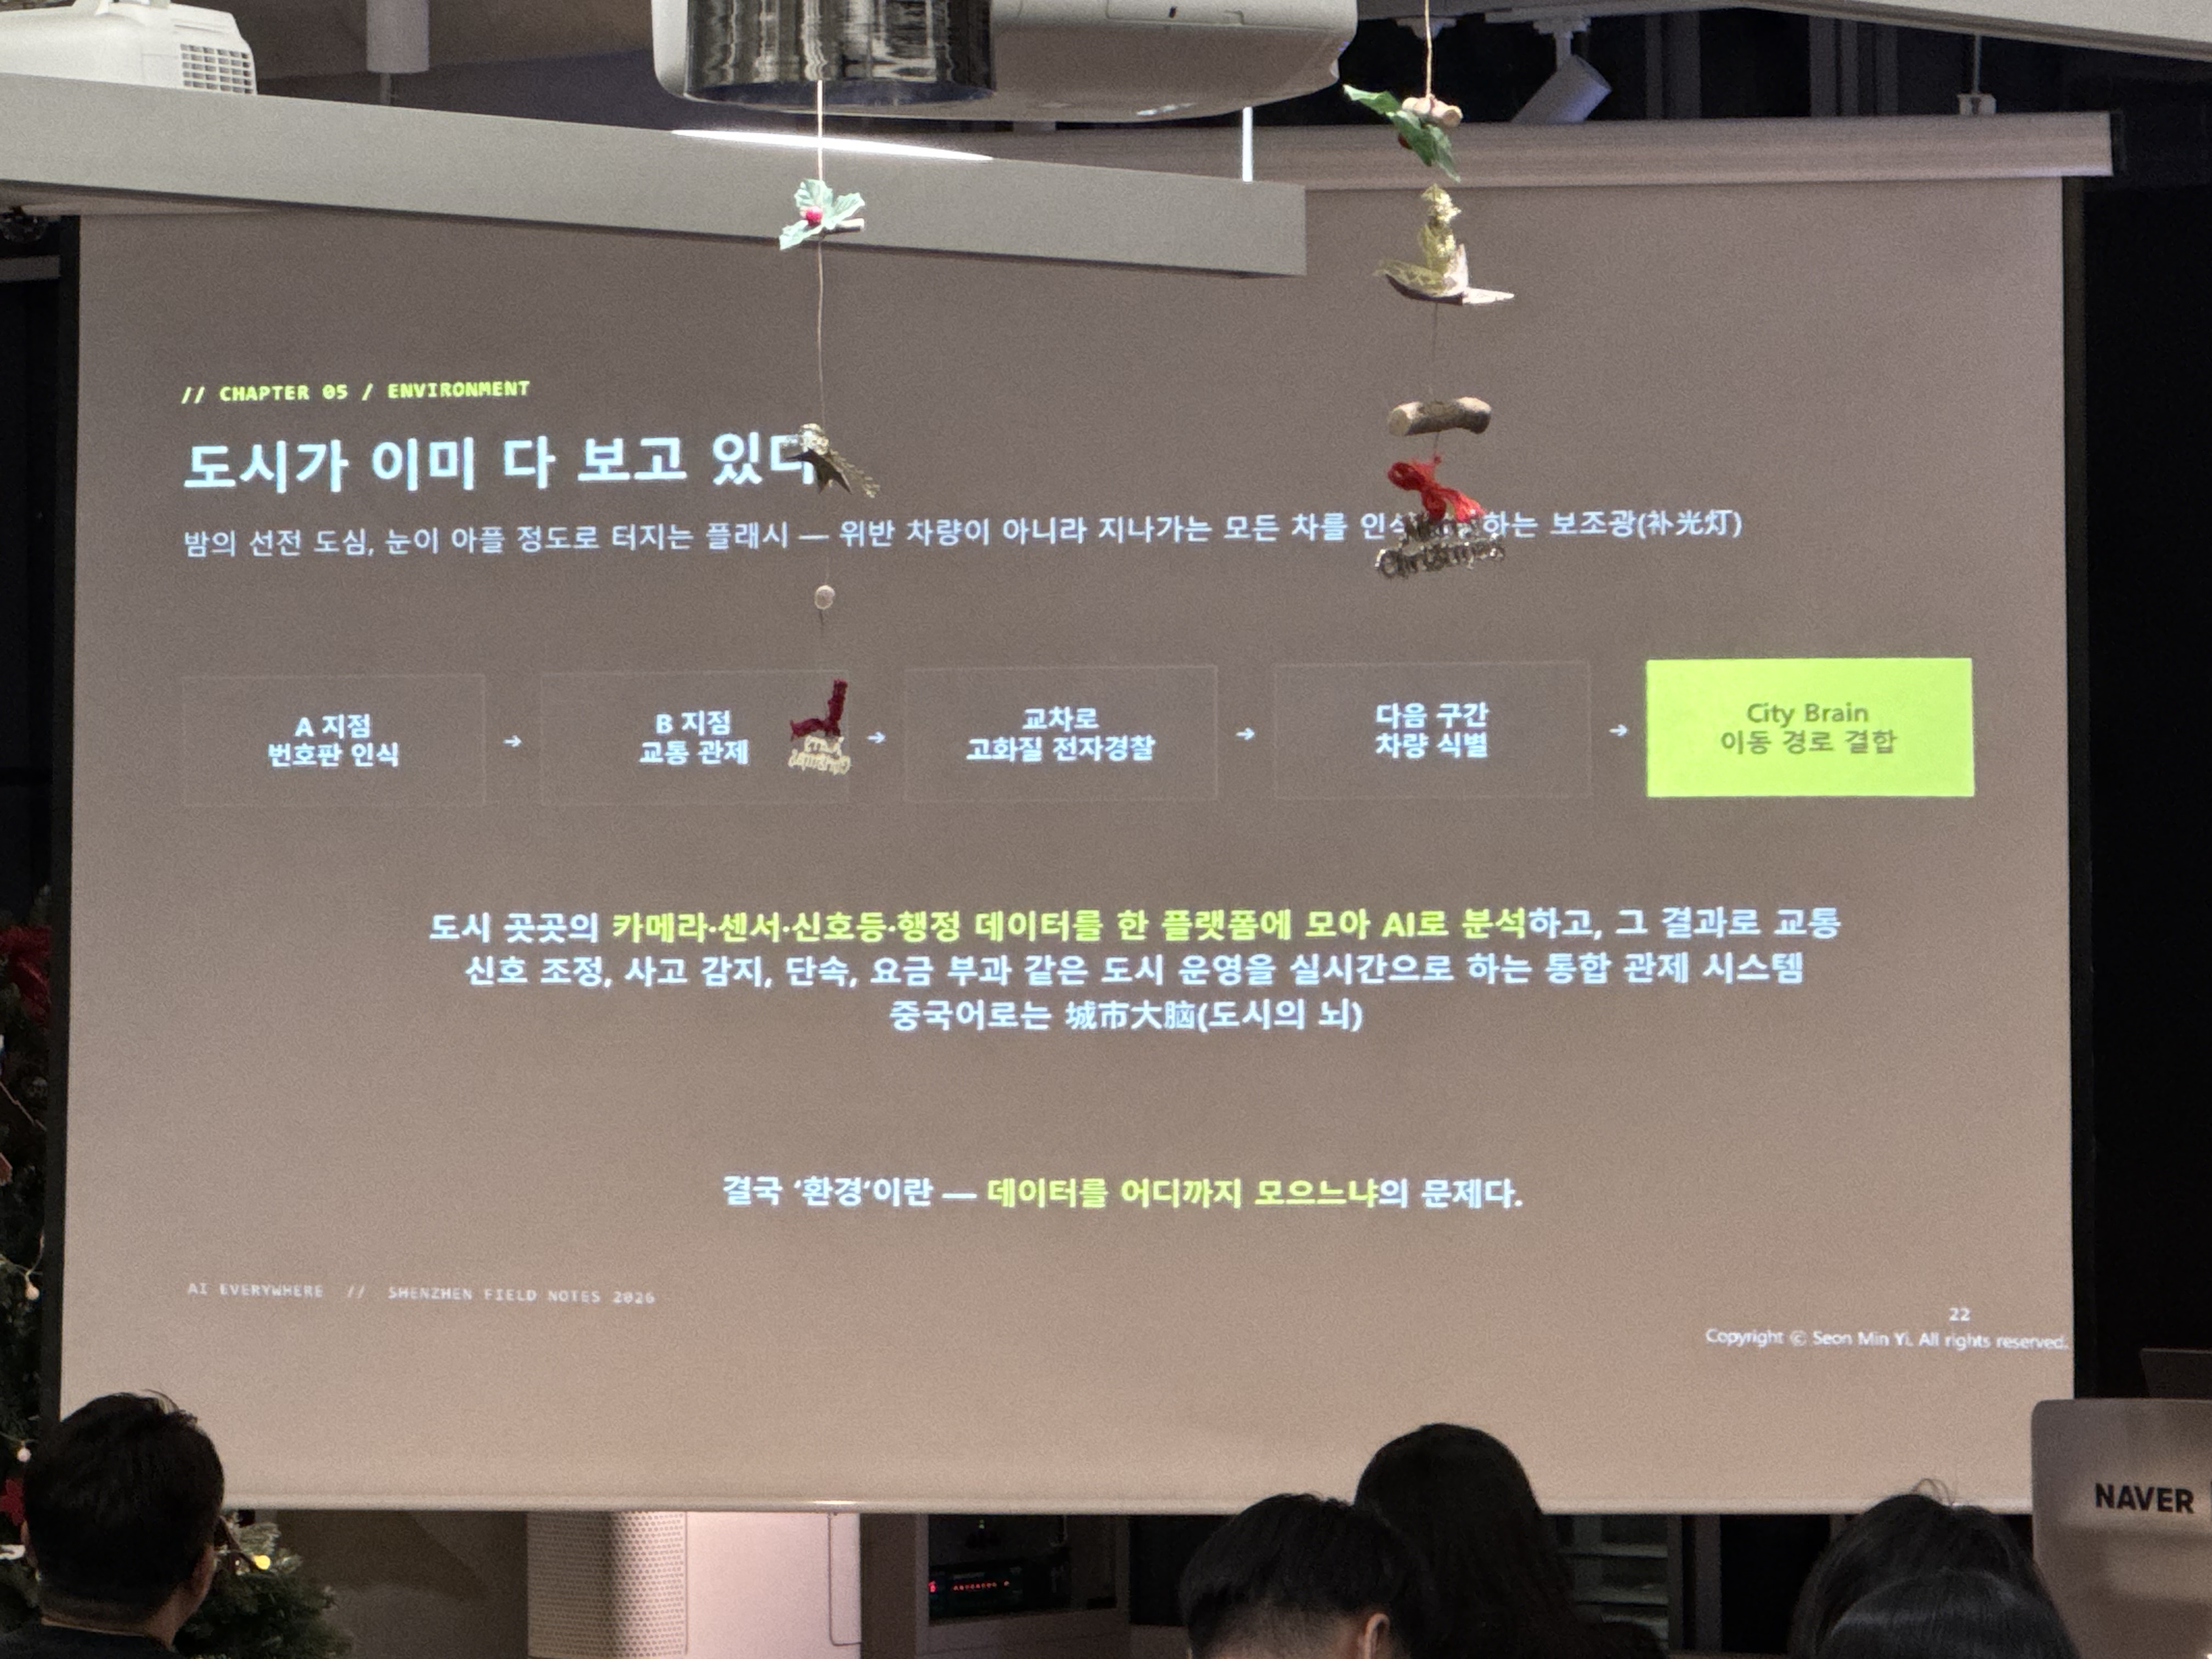 // CHAPTER 05 / ENVIRONMENT
도시가 이미 다 보고 있다
밤의 선전 도심, 눈이 아플 정도로 터지는 플래시 — 위반 차량이 아니라 지나가는 모든 차를 하는 보조광(补光灯)
Christmas
A 지점
번호판 인식
→
B 지점
교통 관제
Christmas
→
교차로
고화질 전자경찰
→
다음 구간
차량 식별
→
City Brain
이동 경로 결합
도시 곳곳의 카메라·센서·신호등·행정 데이터를 한 플랫폼에 모아 AI로 분석하고, 그 결과로 교통
신호 조정, 사고 감지, 단속, 요금 부과 같은 도시 운영을 실시간으로 하는 통합 관제 시스템
중국어로는 城市大脑(도시의 뇌)
결국 ‘환경’이란 — 데이터를 어디까지 모으느냐의 문제다.
AI EVERYWHERE // SHENZHEN FIELD NOTES 2026
22
Copyright © Seon Min Yi. All rights reserved.
NAVER